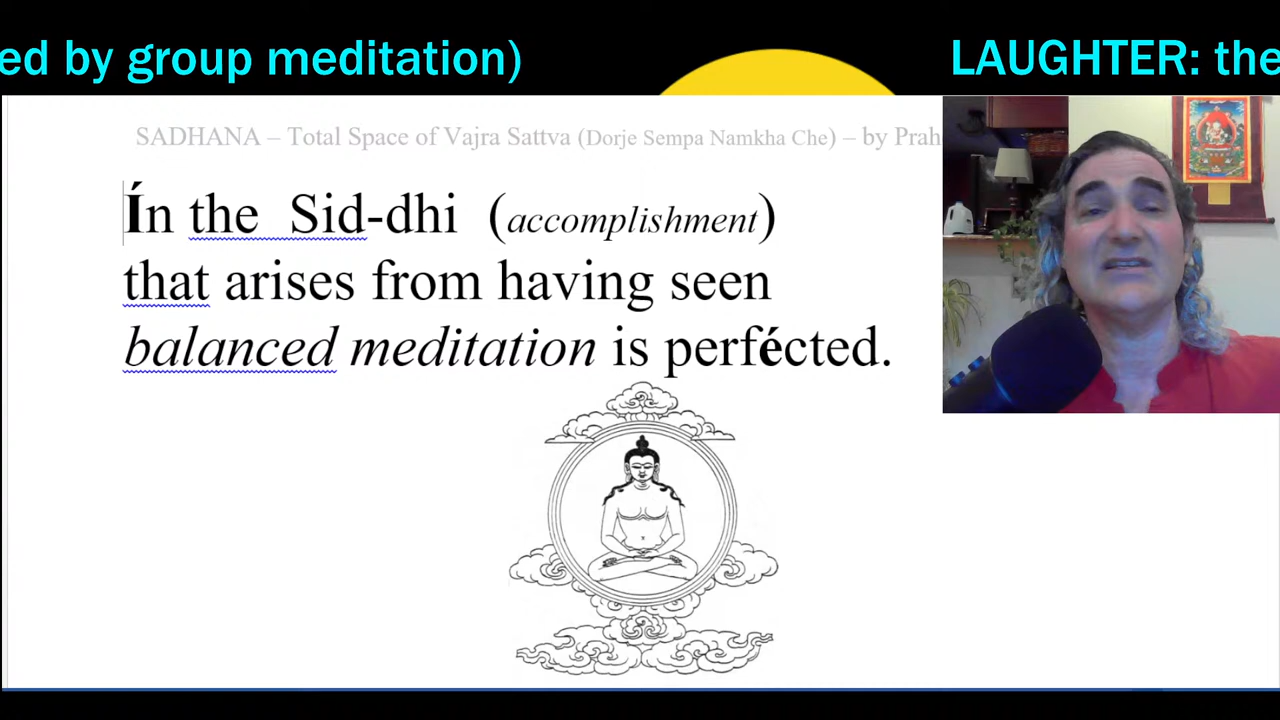 ed by group meditation)
LAUGHTER: the
SADHANA – Total Space of Vajra Sattva (Dorje Sempa Namkha Che) – by Prah
Ín the Sid-dhi (accomplishment)
that arises from having seen
balanced meditation is perfécted.